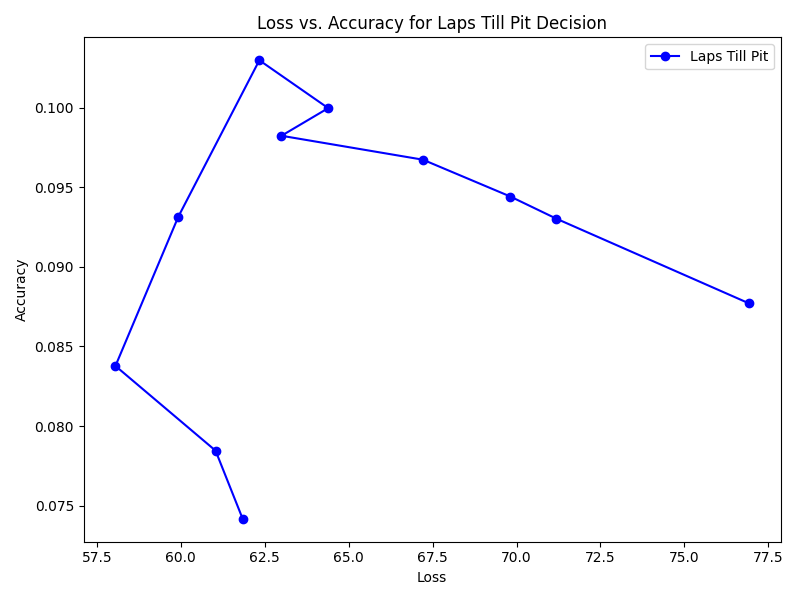 Loss vs. Accuracy for Laps Till Pit Decision
Laps Till Pit
0.100
0.095
0.090
0.085
0.080
0.075
Accuracy
57.5 60.0 62.5 65.0 67.5 70.0 72.5 75.0 77.5
Loss